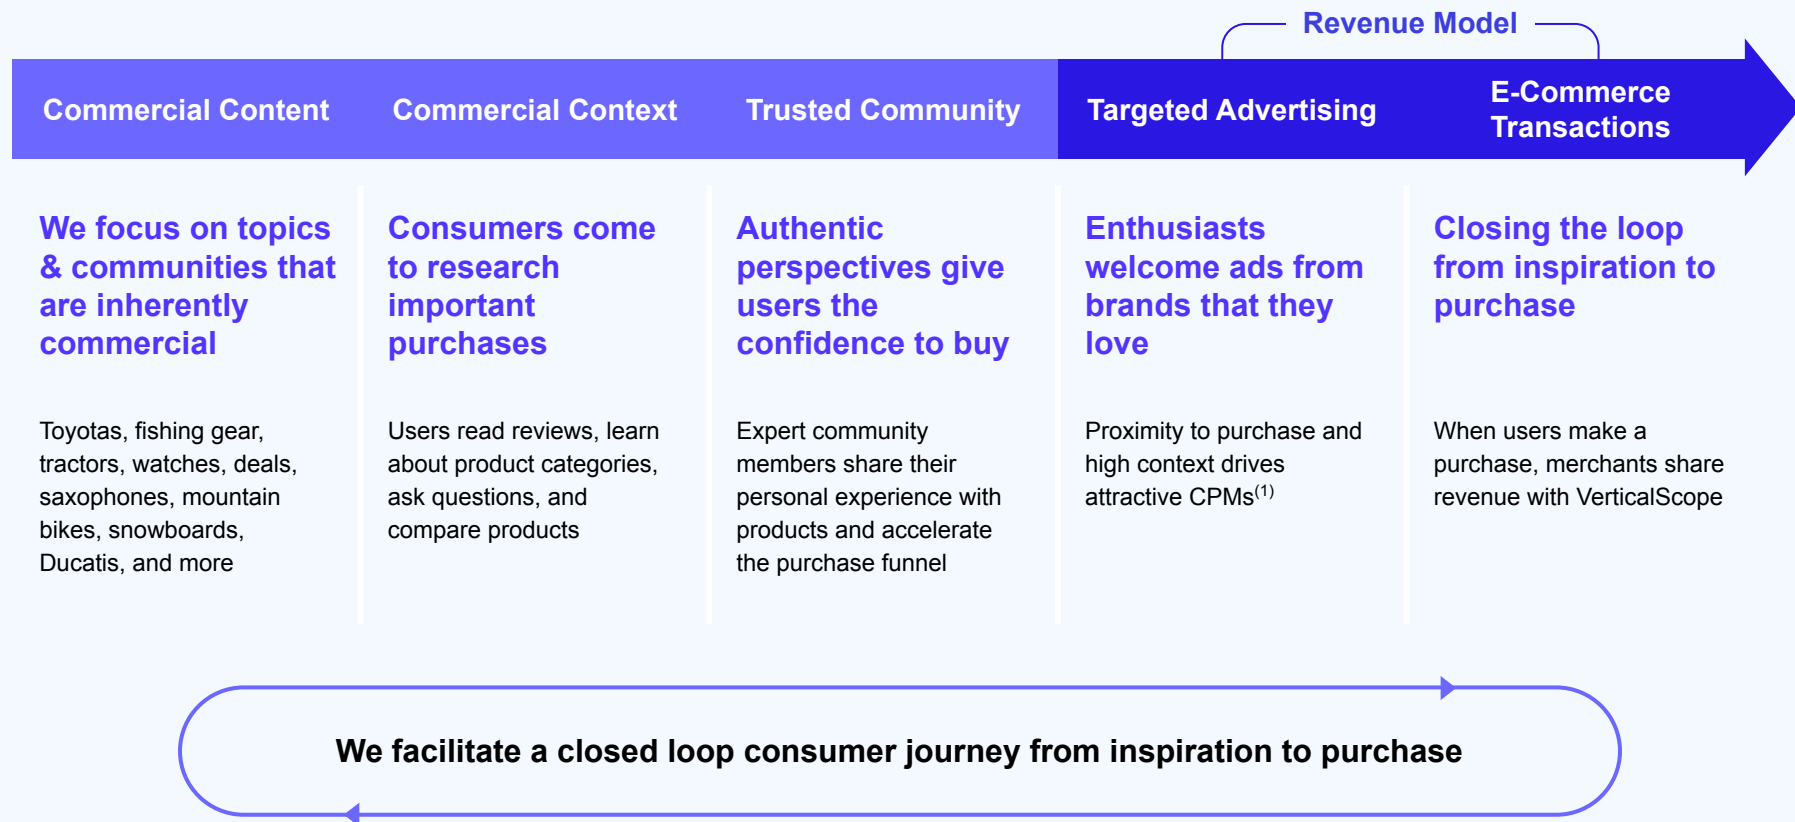 Revenue Model
Commercial Content
Commercial Context
Trusted Community
Targeted Advertising
E-Commerce
Transactions
We focus on topics
& communities that
are inherently
commercial
Toyotas, fishing gear,
tractors, watches, deals,
saxophones, mountain
bikes, snowboards,
Ducatis, and more
Consumers come
to research
important
purchases
Users read reviews, learn
about product categories,
ask questions, and
compare products
Authentic
perspectives give
users the
confidence to buy
Expert community
members share their
personal experience with
products and accelerate
the purchase funnel
Enthusiasts
welcome ads from
brands that they
love
Proximity to purchase and
high context drives
attractive CPMs(1)
Closing the loop
from inspiration to
purchase
When users make a
purchase, merchants share
revenue with VerticalScope
We facilitate a closed loop consumer journey from inspiration to purchase